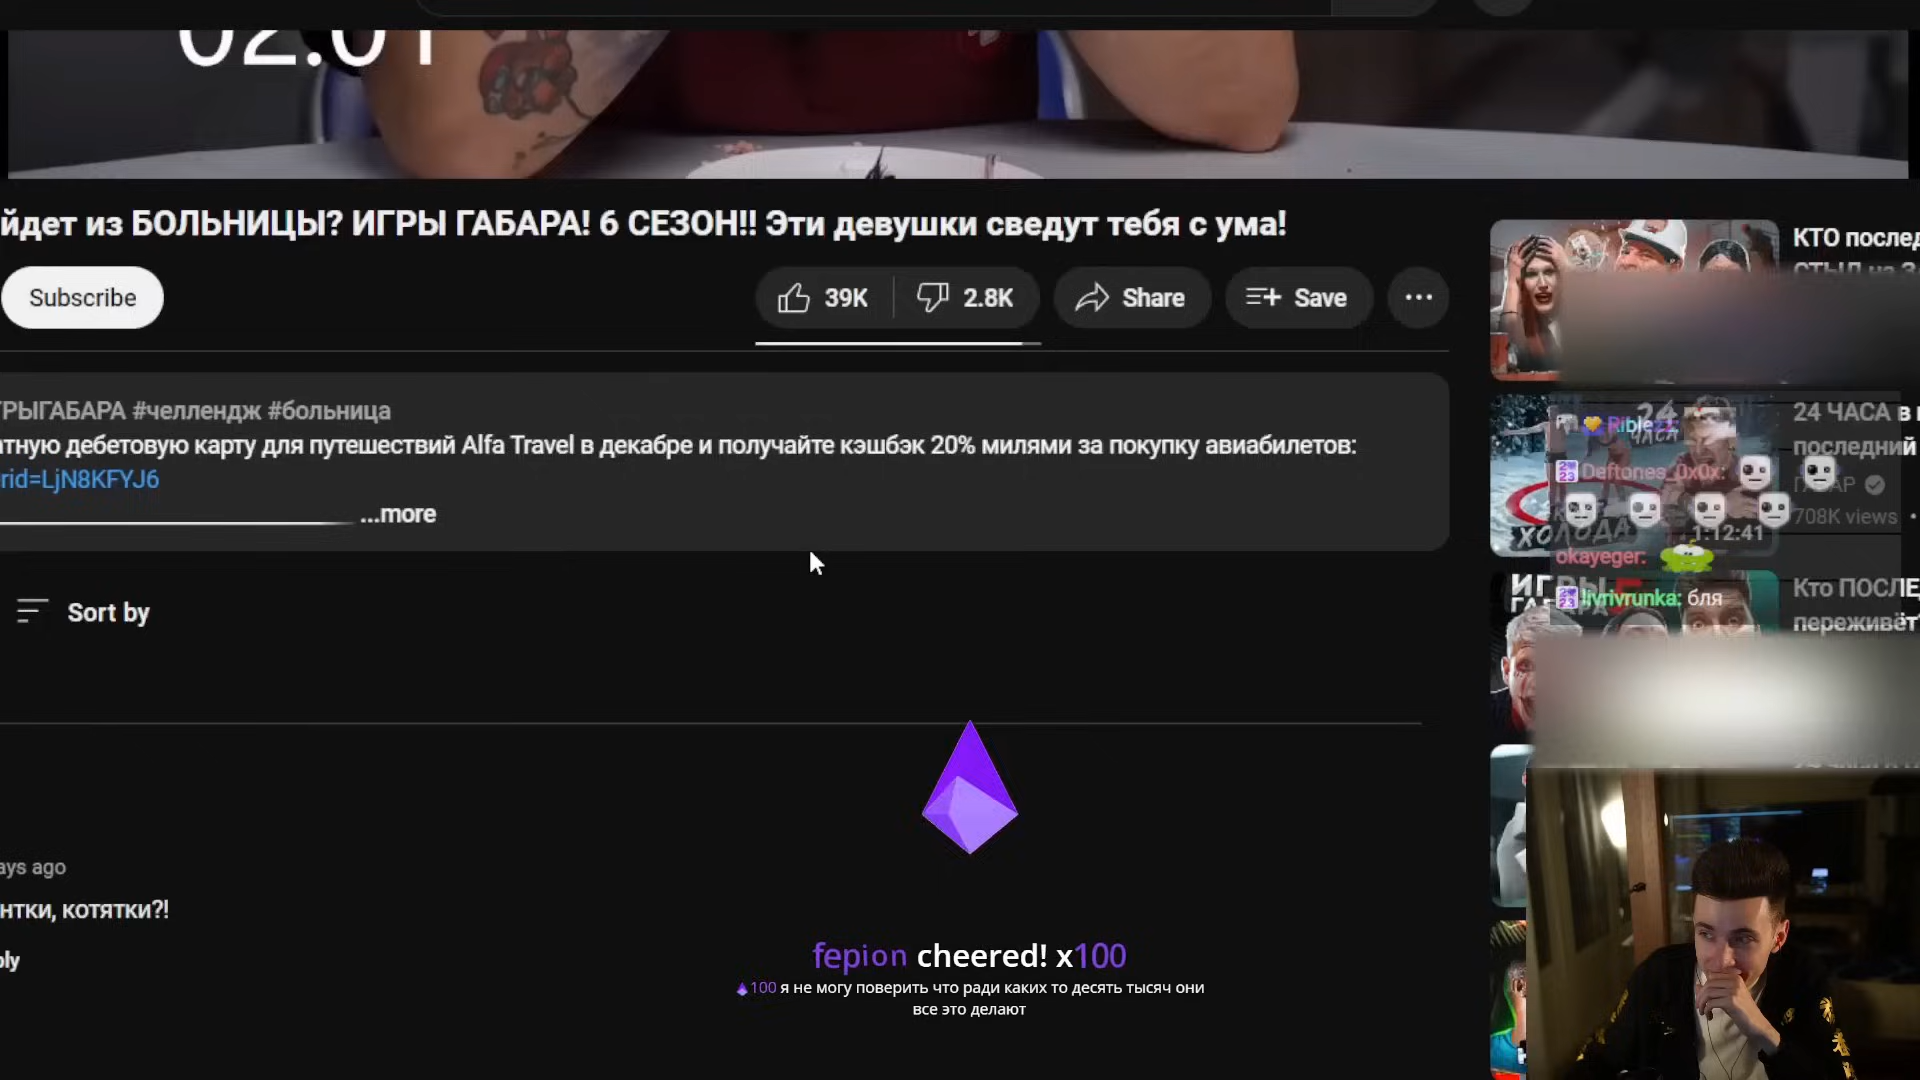 02:01
йдет из БОЛЬНИЦЫ? ИГРЫ ГАБАРА! 6 СЕЗОН!! Эти девушки сведут тебя с ума!
Subscribe
39K
2.8K
Share
Save
РЫГАБАРА #челлендж #больница
тную дебетовую карту для путешествий Alfa Travel в декабре и получайте кэшбэк 20% милями за покупку авиабилетов:
rid=LjN8KFYJ6
...more
Sort by
ays ago
нтки, котятки?!
ply
fepion cheered! x100
100 я не могу поверить что ради каких то десять тысяч они
все это делают
КТО послед
24 ЧАСА в
последний
708K views
1:12:41
ХОЛОДА
Deftones_0x0x:
okayeger:
livrivrunka: бля
Кто ПОСЛЕ
переживёт